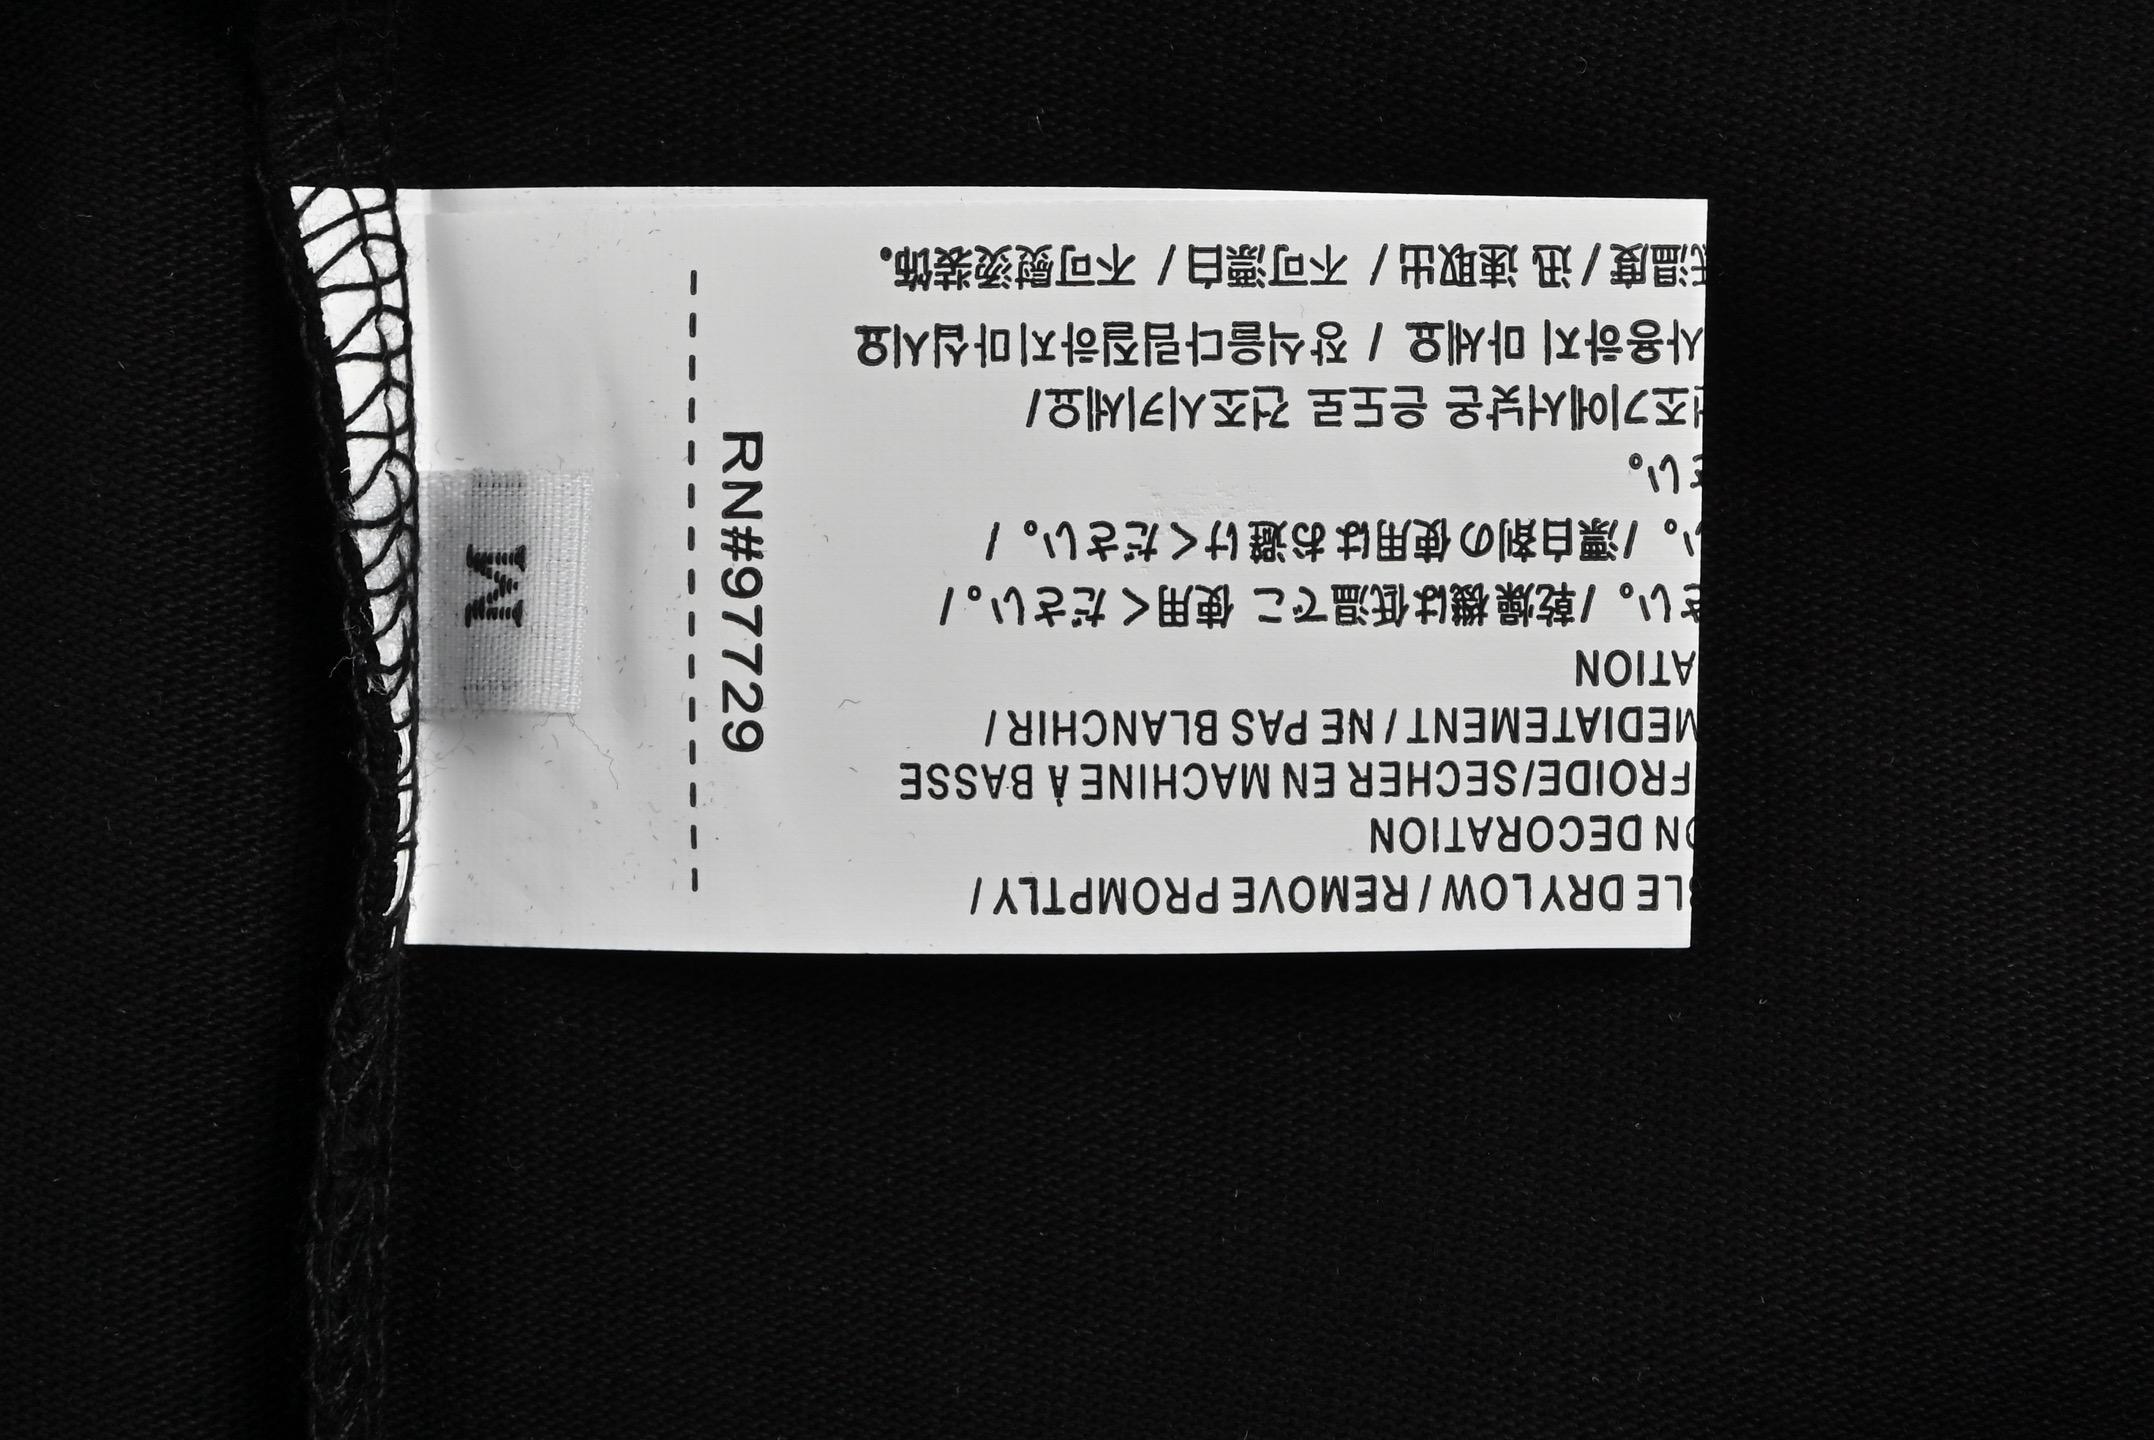 M
RN#97729
LE DRY LOW / REMOVE PROMPTLY /
ON DECORATION
FROIDE/SECHER EN MACHINE À BASSE
MEDIATEMENT / NE PAS BLANCHIR /
ATION
さい。/乾燥機は低温でご 使用ください。/
い。/漂白剤の使用はお避けください。/
さい。
건조기에서낮은 온도로 건조시키세요/
사용하지 마세요 / 장식을다림질하지마십시요
低温度/迅 速取出/ 不可漂白/ 不可熨烫装饰。